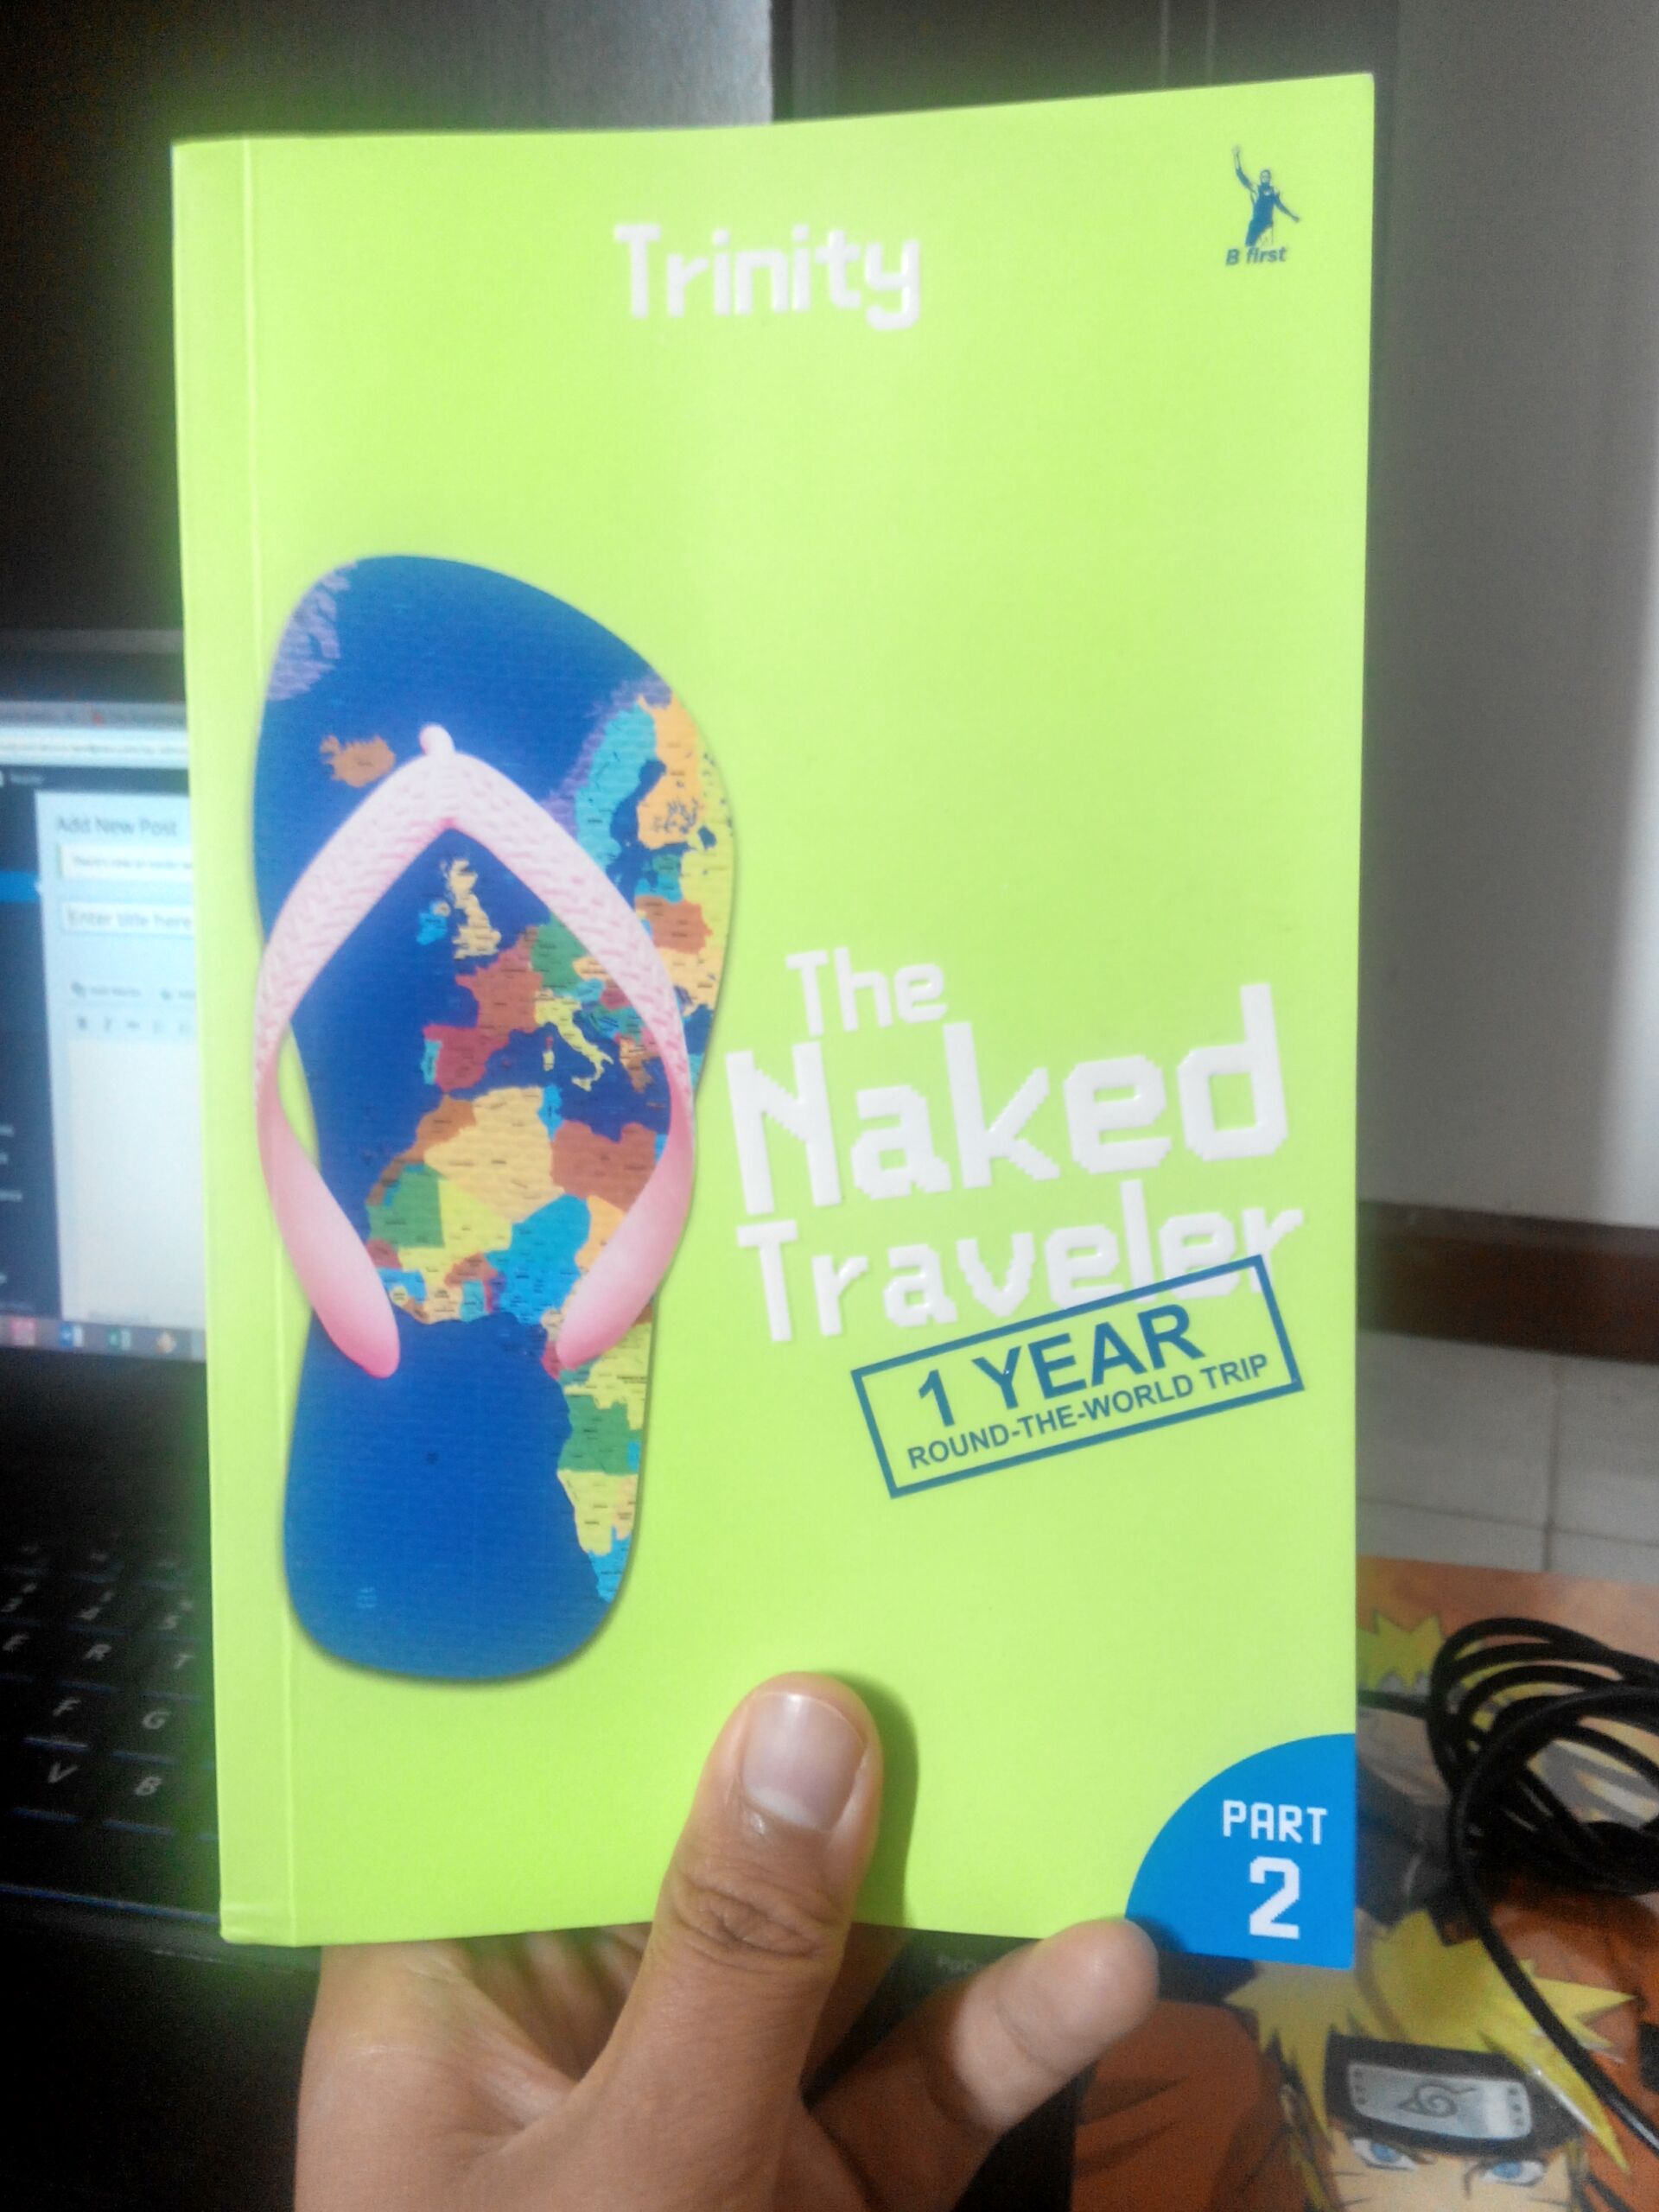 Trinity
B first
The
Naked
Traveler
1 YEAR
ROUND-THE-WORLD TRIP
PART
2
Add New Post
Enter title here
E R T
F G
V B